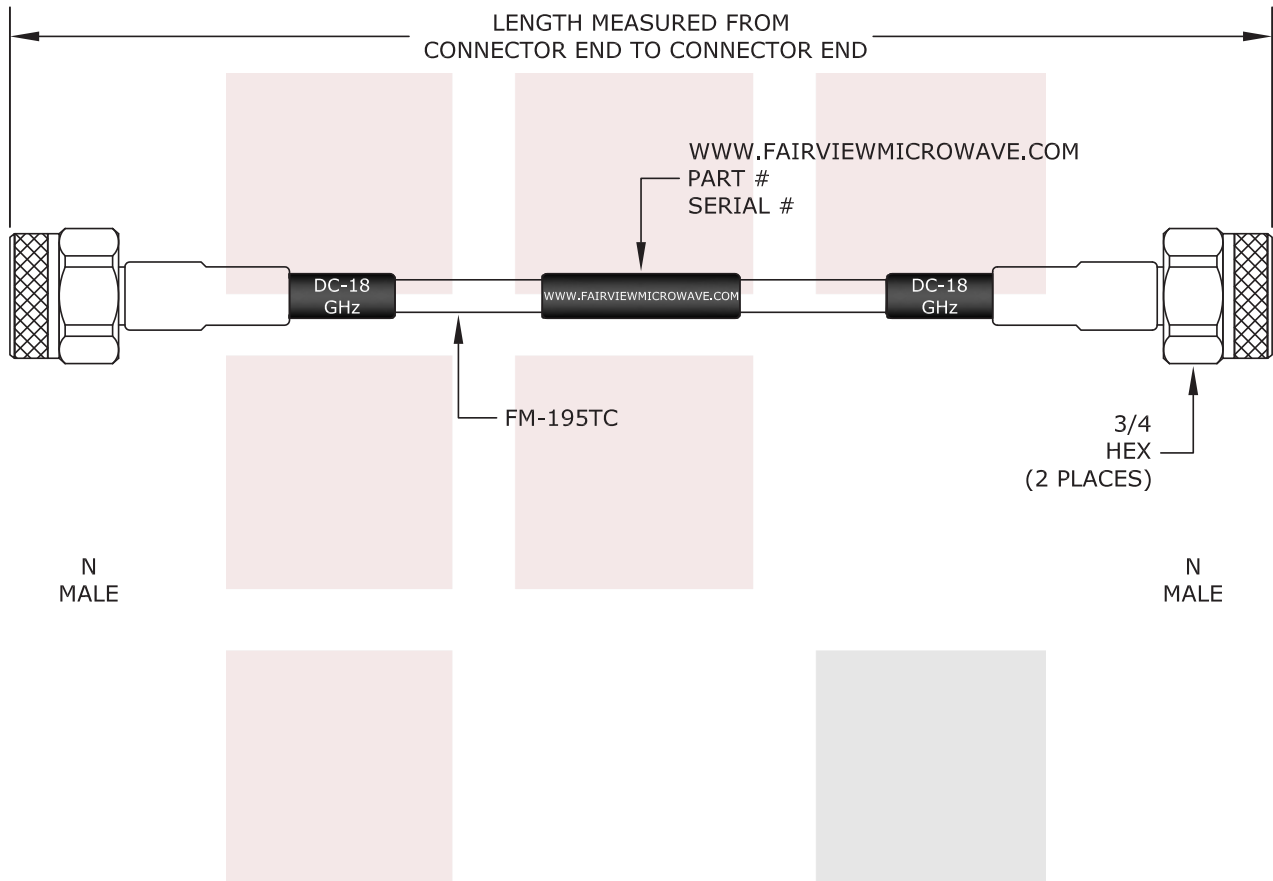 LENGTH MEASURED FROM
CONNECTOR END TO CONNECTOR END
WWW.FAIRVIEWMICROWAVE.COM
PART #
SERIAL #
DC-18
GHz
WWW.FAIRVIEWMICROWAVE.COM
DC-18
GHz
FM-195TC
3/4
HEX
(2 PLACES)
N
MALE
N
MALE